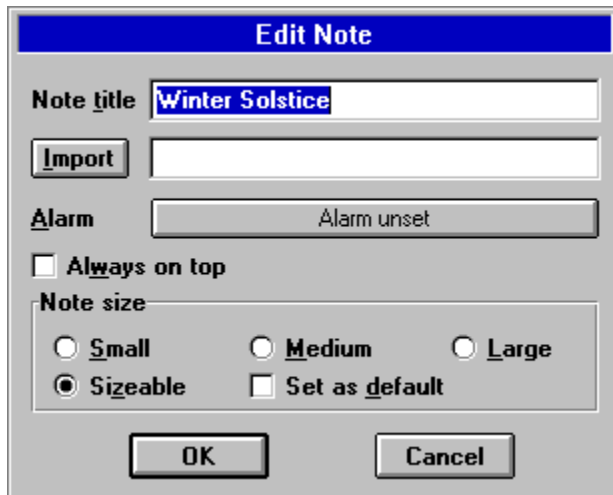 Edit Note
Note title Winter Solstice
Import
Alarm Alarm unset
Always on top
Note size
Small Medium Large
Sizeable Set as default
OK Cancel